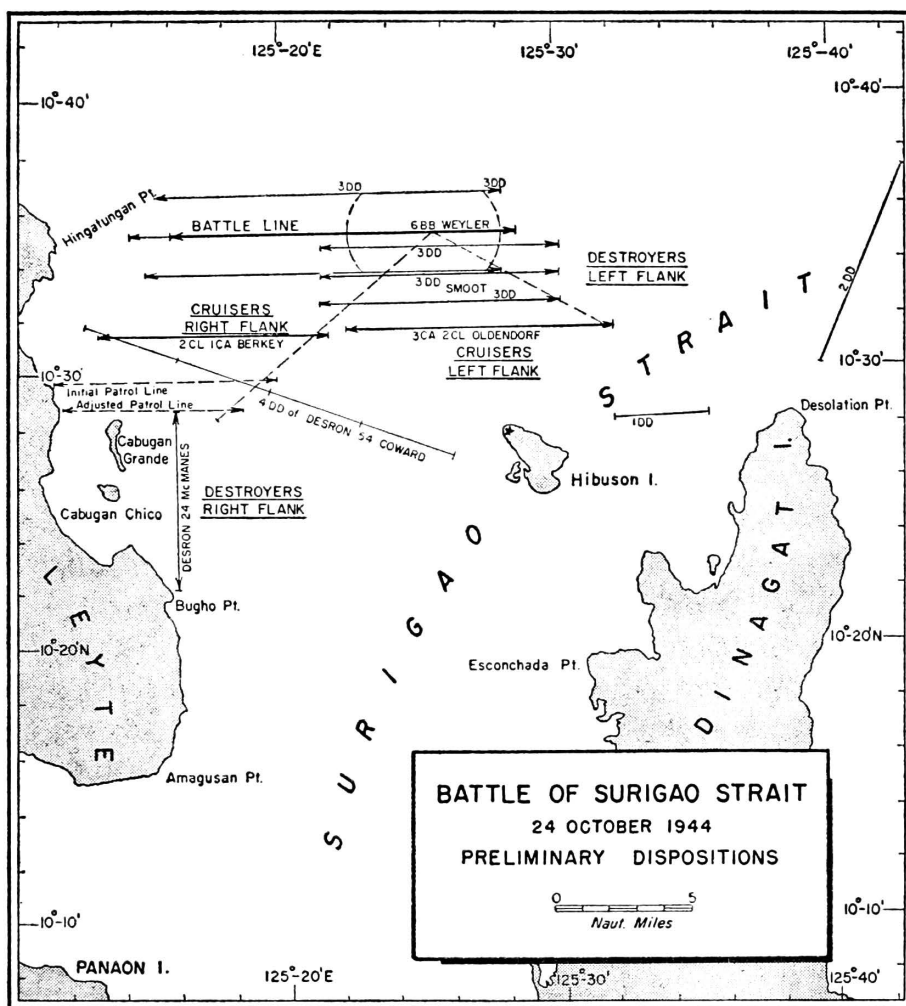 125°-20'E
125°-30'
125°-40'
10°-40'
10°-40'
Hingatungan Pt.
3DD
3DD
BATTLE LINE
6BB WEYLER
3DD
DESTROYERS
LEFT FLANK
3DD
SMOOT
3DD
2DD
CRUISERS
RIGHT FLANK
2CL 1CA BERKEY
3CA 2CL OLDENDORF
CRUISERS
LEFT FLANK
10°-30'
10°-30'
Initial Patrol Line
Adjusted Patrol Line
4 DD of DESRON 54 COWARD
1DD
Desolation Pt.
Cabugan
Grande
Cabugan Chico
DESRON 24 McMANES
DESTROYERS
RIGHT FLANK
Hibuson I.
Bugho Pt.
10°-20'N
10°-20'N
LEYTE
Esconchada Pt.
DINAGAT I.
SURIGAO STRAIT
Amagusan Pt.
BATTLE OF SURIGAO STRAIT
24 OCTOBER 1944
PRELIMINARY DISPOSITIONS
0 5
Naut. Miles
10°-10'
10°-10'
PANAON I.
125°-20'E
125°-30'
125°-40'